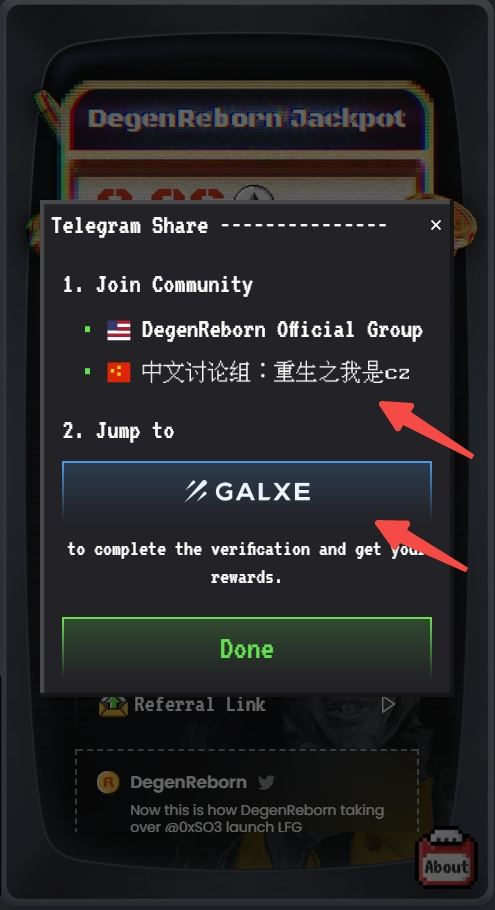 DegenReborn Jackpot
Telegram Share --------------- ×
1. Join Community
DegenReborn Official Group
中文讨论组：重生之我是cz
2. Jump to
GALXE
to complete the verification and get your
rewards.
Done
Referral Link
DegenReborn
Now this is how DegenReborn taking
over @0xSO3 launch LFG
About